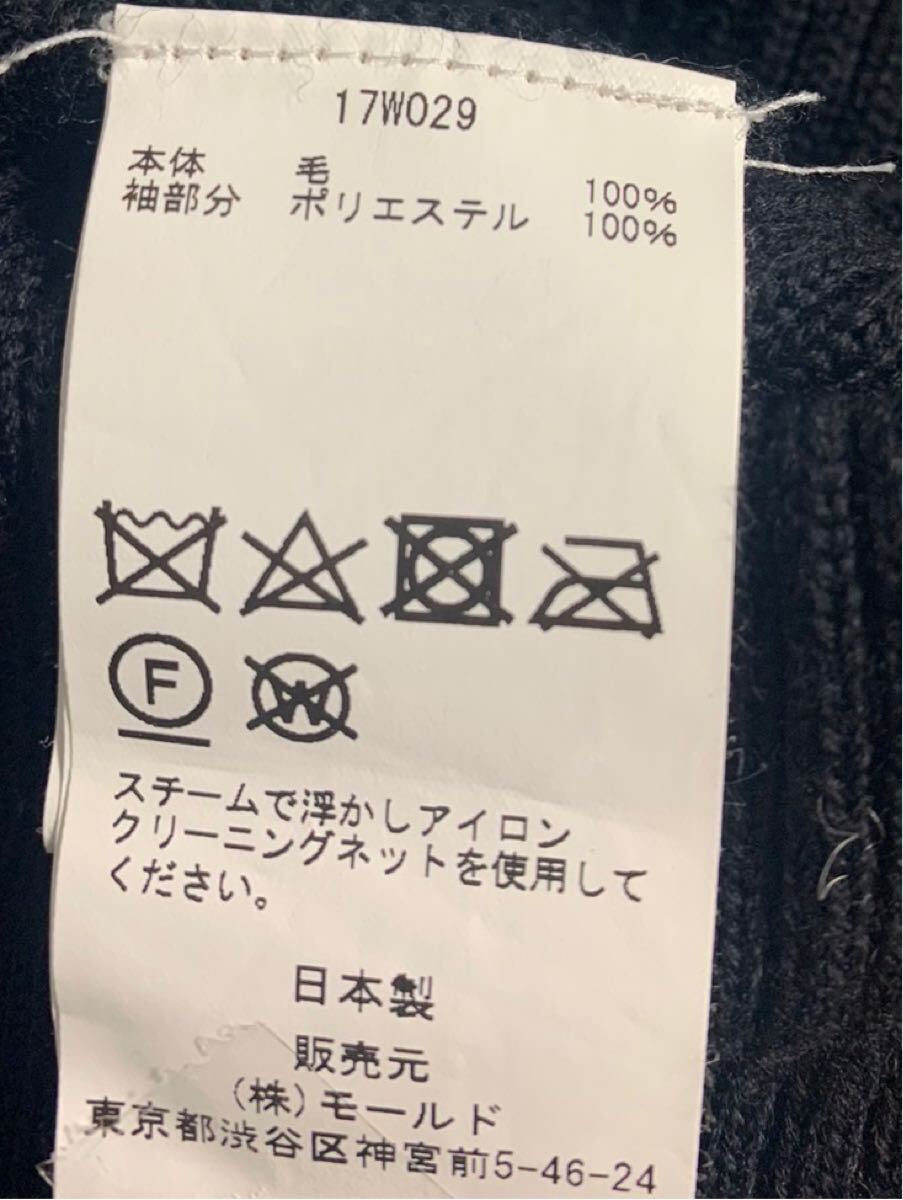 17W029
本体 毛 100%
袖部分 ポリエステル 100%
F
W
スチームで浮かしアイロン
クリーニングネットを使用して
ください。
日本製
販売元
(株)モールド
東京都渋谷区神宮前5-46-24